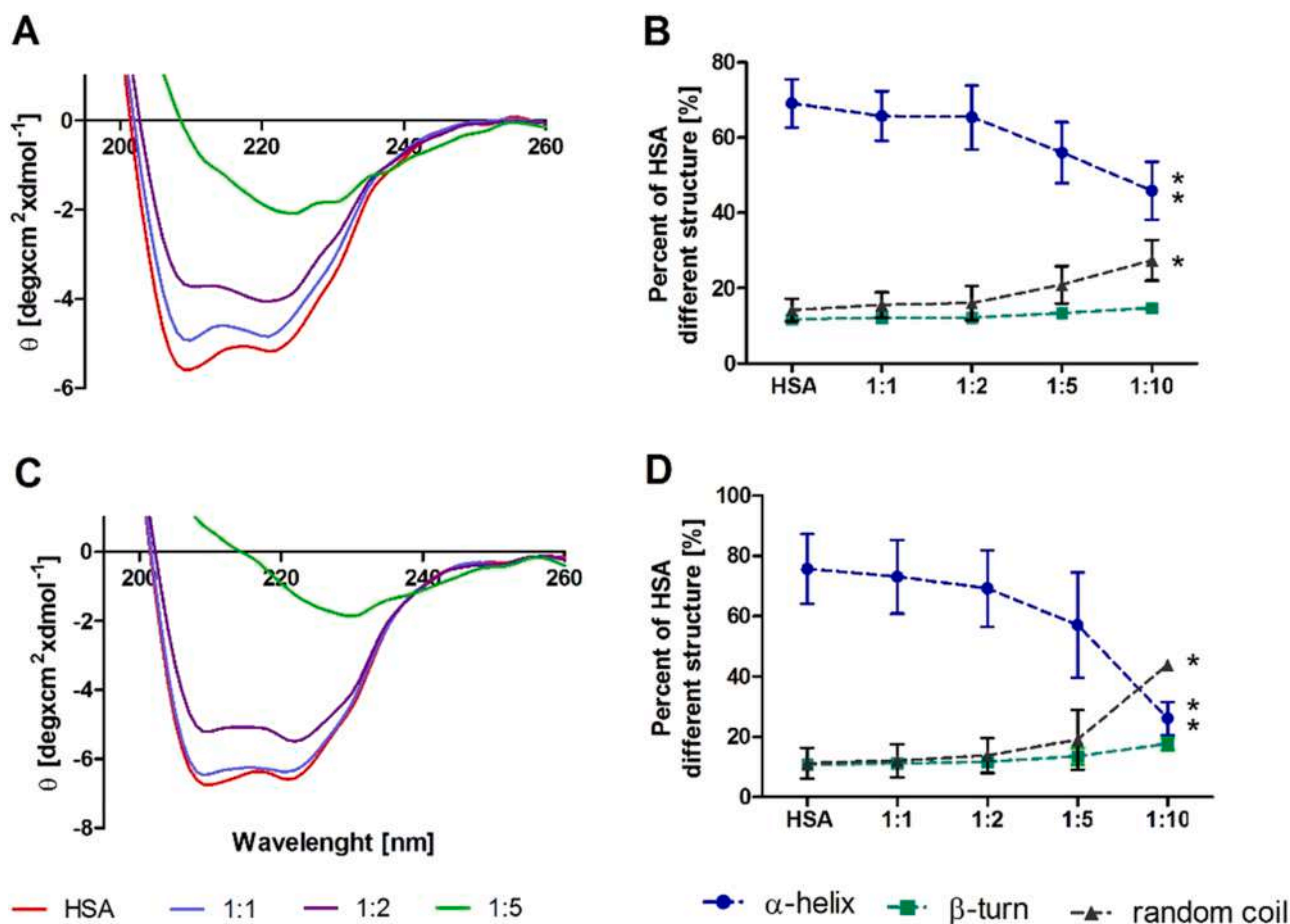 A
0
-2
-4
-6
200
220
240
260
θ [degxcm²xdmol⁻¹]
B
80
60
40
20
0
Percent of HSA
different structure [%]
HSA
1:1
1:2
1:5
1:10
*
*
*
C
0
-2
-4
-6
-8
200
220
240
260
θ [degxcm²xdmol⁻¹]
Wavelenght [nm]
D
100
80
60
40
20
0
Percent of HSA
different structure [%]
HSA
1:1
1:2
1:5
1:10
*
*
*
HSA 1:1 1:2 1:5
α-helix β-turn random coil